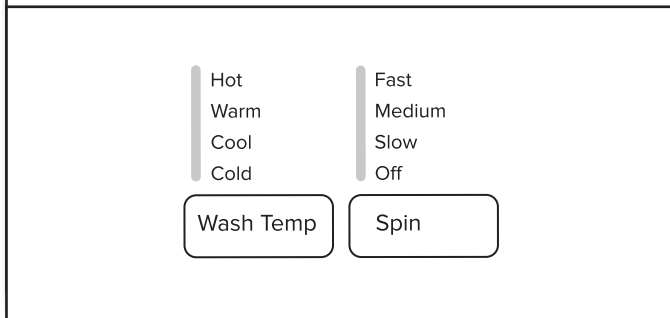 Hot
Warm
Cool
Cold
Wash Temp
Fast
Medium
Slow
Off
Spin